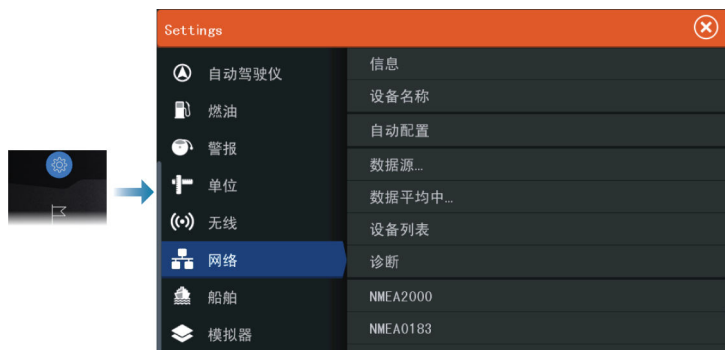 Settings
自动驾驶仪
燃油
警报
单位
无线
网络
船舶
模拟器
信息
设备名称
自动配置
数据源…
数据平均中…
设备列表
诊断
NMEA2000
NMEA0183